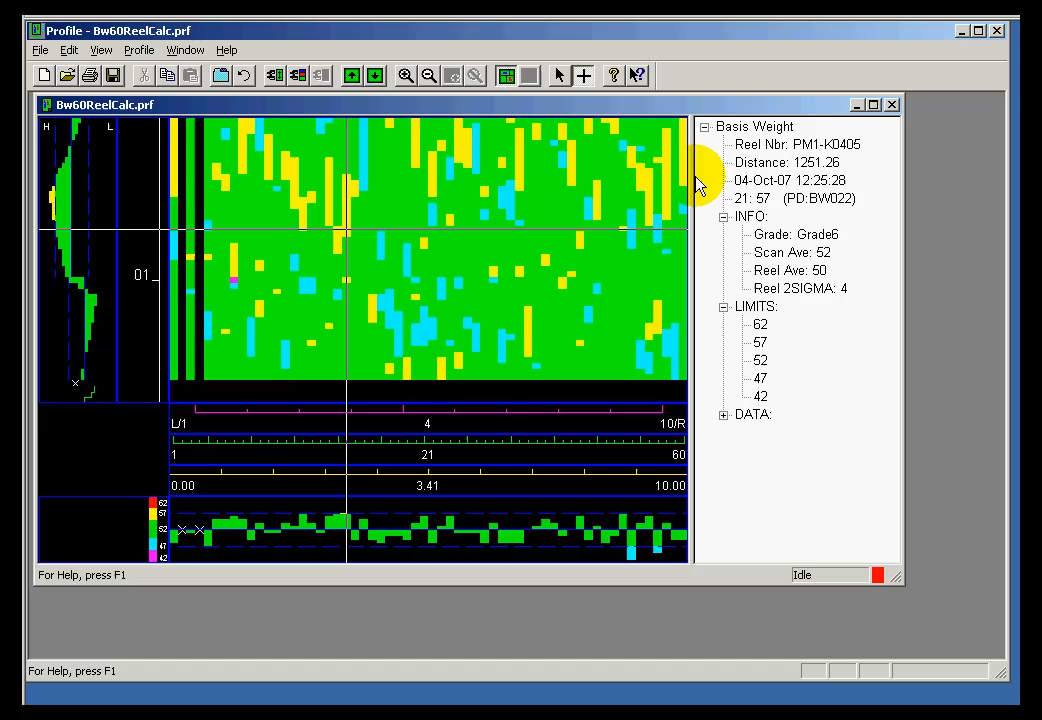 Profile - Bw60ReelCalc.prf
File Edit View Profile Window Help
Bw60ReelCalc.prf
H L
01
L/1 4 10/R
1 21 60
0.00 3.41 10.00
62
57
52
47
42
Basis Weight
Reel Nbr: PM1-K0405
Distance: 1251.26
04-Oct-07 12:25:28
21: 57 (PD:BW022)
INFO:
Grade: Grade6
Scan Ave: 52
Reel Ave: 50
Reel 2SIGMA: 4
LIMITS:
62
57
52
47
42
DATA:
For Help, press F1 Idle
For Help, press F1